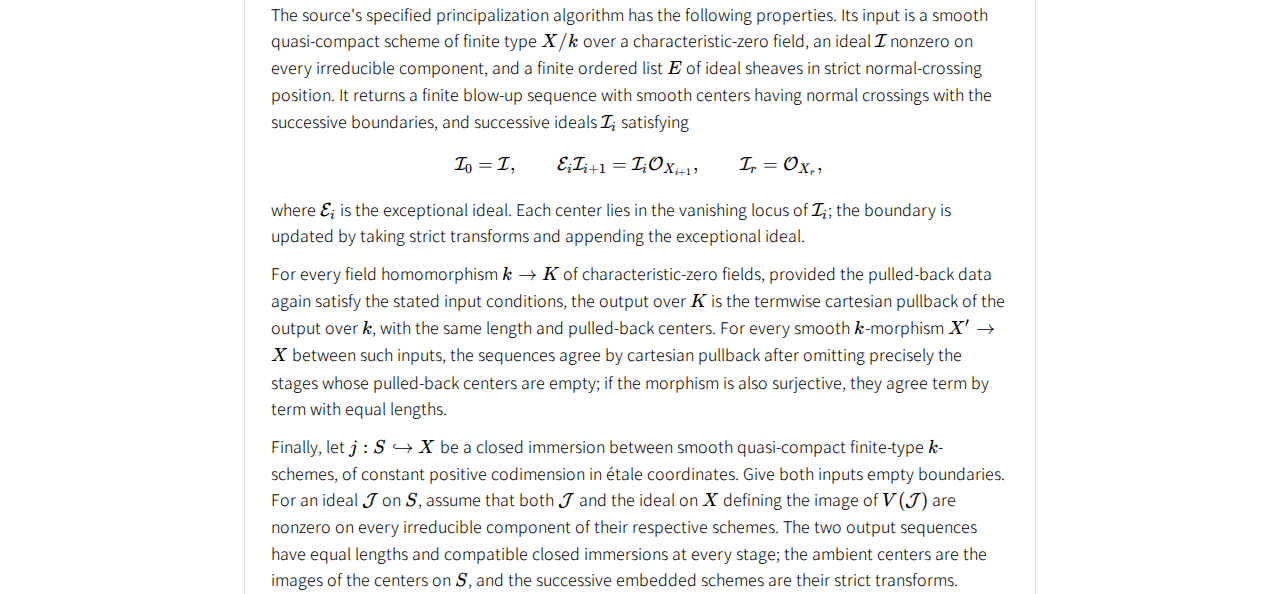 The source's specified principalization algorithm has the following properties. Its input is a smooth
quasi-compact scheme of finite type X/k over a characteristic-zero field, an ideal ℐ nonzero on
every irreducible component, and a finite ordered list E of ideal sheaves in strict normal-crossing
position. It returns a finite blow-up sequence with smooth centers having normal crossings with the
successive boundaries, and successive ideals ℐᵢ satisfying
ℐ₀ = ℐ, ℰᵢℐᵢ₊₁ = ℐᵢ𝒪_{Xᵢ₊₁}, ℐᵣ = 𝒪_{Xᵣ},
where ℰᵢ is the exceptional ideal. Each center lies in the vanishing locus of ℐᵢ; the boundary is
updated by taking strict transforms and appending the exceptional ideal.
For every field homomorphism k → K of characteristic-zero fields, provided the pulled-back data
again satisfy the stated input conditions, the output over K is the termwise cartesian pullback of the
output over k, with the same length and pulled-back centers. For every smooth k-morphism X′ →
X between such inputs, the sequences agree by cartesian pullback after omitting precisely the
stages whose pulled-back centers are empty; if the morphism is also surjective, they agree term by
term with equal lengths.
Finally, let j : S ↪ X be a closed immersion between smooth quasi-compact finite-type k-
schemes, of constant positive codimension in étale coordinates. Give both inputs empty boundaries.
For an ideal 𝒥 on S, assume that both 𝒥 and the ideal on X defining the image of V(𝒥) are
nonzero on every irreducible component of their respective schemes. The two output sequences
have equal lengths and compatible closed immersions at every stage; the ambient centers are the
images of the centers on S, and the successive embedded schemes are their strict transforms.